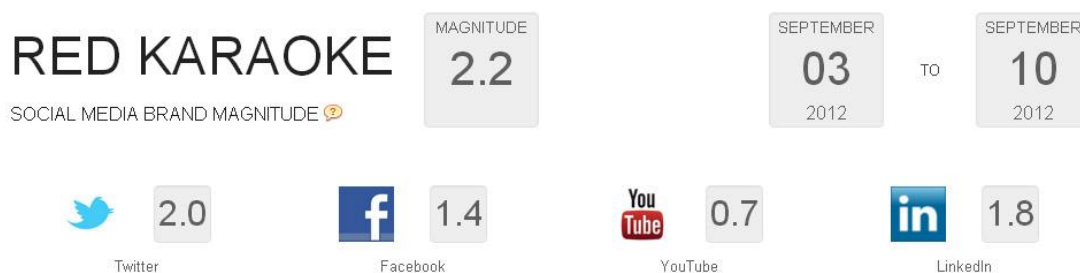 RED KARAOKE
SOCIAL MEDIA BRAND MAGNITUDE ?
MAGNITUDE
2.2
SEPTEMBER
03
2012
TO
SEPTEMBER
10
2012
2.0
Twitter
f
1.4
Facebook
You
Tube
0.7
YouTube
in
1.8
LinkedIn